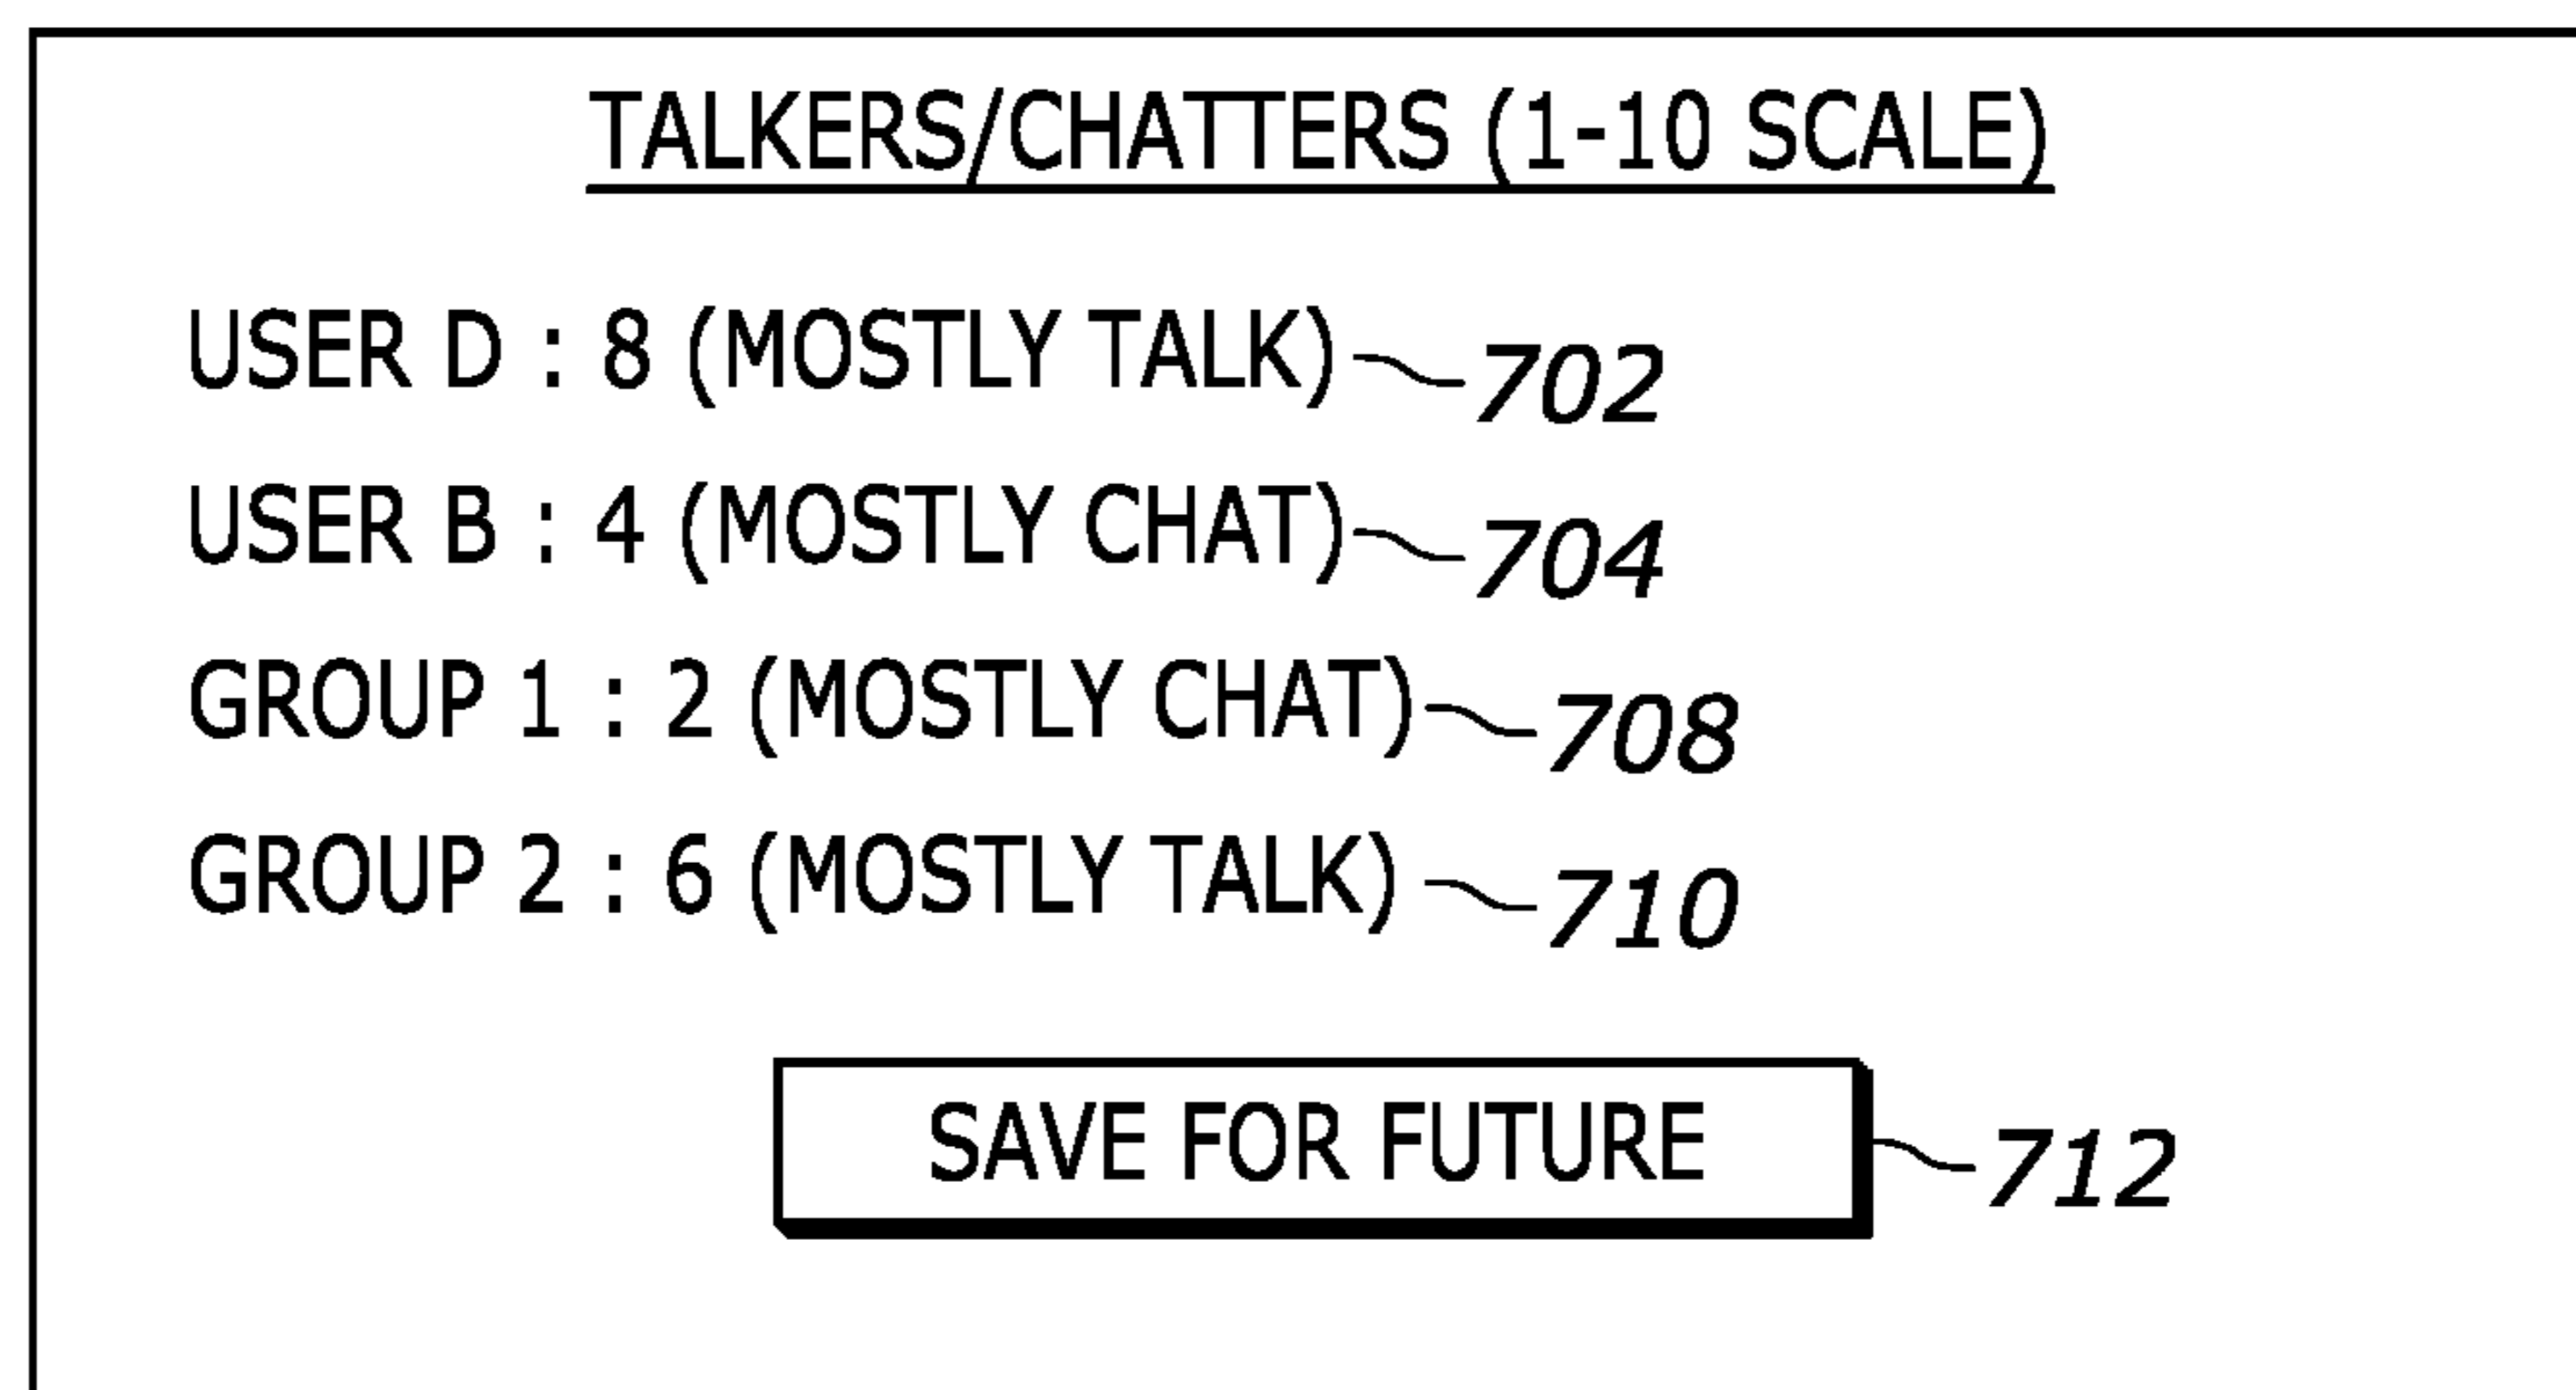 TALKERS/CHATTERS (1-10 SCALE)
USER D : 8 (MOSTLY TALK) 702
USER B : 4 (MOSTLY CHAT) 704
GROUP 1 : 2 (MOSTLY CHAT) 708
GROUP 2 : 6 (MOSTLY TALK) 710
SAVE FOR FUTURE 712